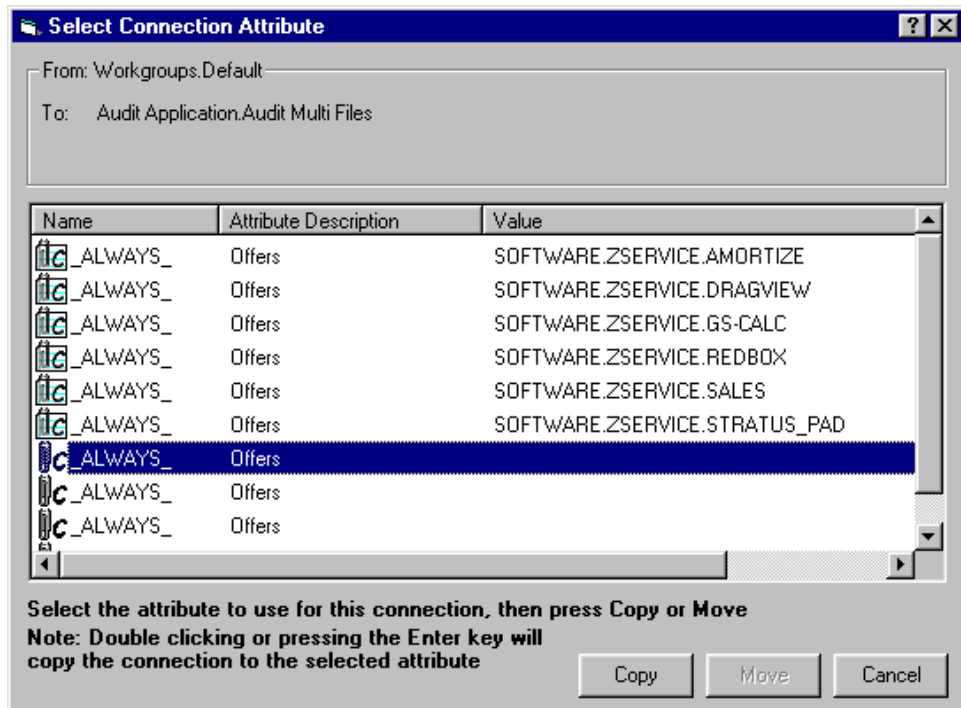 Select Connection Attribute
From: Workgroups.Default
To: Audit Application.Audit Multi Files
Name Attribute Description Value
_ALWAYS_ Offers SOFTWARE.ZSERVICE.AMORTIZE
_ALWAYS_ Offers SOFTWARE.ZSERVICE.DRAGVIEW
_ALWAYS_ Offers SOFTWARE.ZSERVICE.GS-CALC
_ALWAYS_ Offers SOFTWARE.ZSERVICE.REDBOX
_ALWAYS_ Offers SOFTWARE.ZSERVICE.SALES
_ALWAYS_ Offers SOFTWARE.ZSERVICE.STRATUS_PAD
_ALWAYS_ Offers
_ALWAYS_ Offers
_ALWAYS_ Offers
Select the attribute to use for this connection, then press Copy or Move
Note: Double clicking or pressing the Enter key will
copy the connection to the selected attribute
Copy Move Cancel